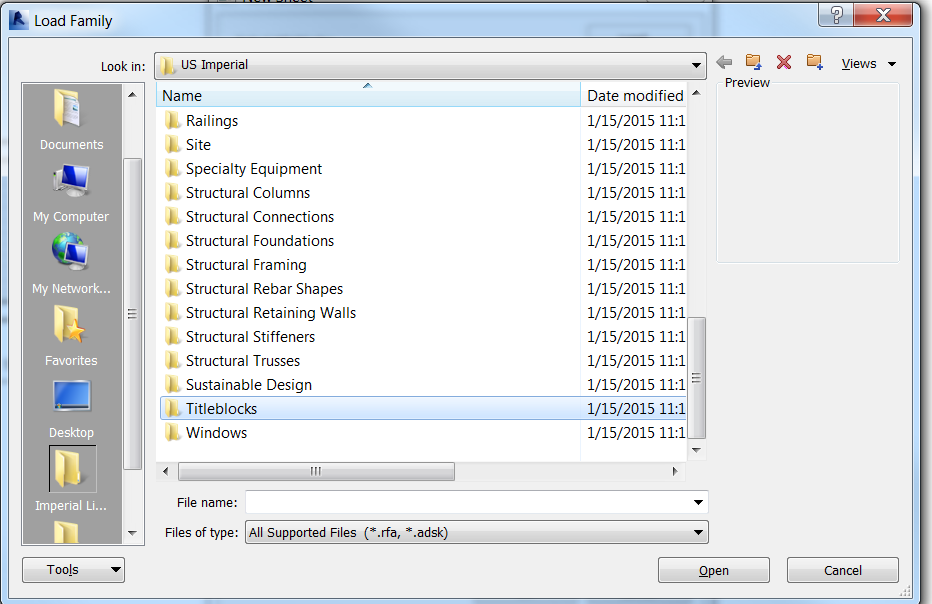 New Sheet
Load Family
Look in: US Imperial
Views
Preview
Name Date modified
Railings 1/15/2015 11:1
Site 1/15/2015 11:1
Specialty Equipment 1/15/2015 11:1
Structural Columns 1/15/2015 11:1
Structural Connections 1/15/2015 11:1
Structural Foundations 1/15/2015 11:1
Structural Framing 1/15/2015 11:1
Structural Rebar Shapes 1/15/2015 11:1
Structural Retaining Walls 1/15/2015 11:1
Structural Stiffeners 1/15/2015 11:1
Structural Trusses 1/15/2015 11:1
Sustainable Design 1/15/2015 11:1
Titleblocks 1/15/2015 11:1
Windows 1/15/2015 11:1
Documents
My Computer
My Network...
Favorites
Desktop
Imperial Li...
File name:
Files of type: All Supported Files (*.rfa, *.adsk)
Tools Open Cancel